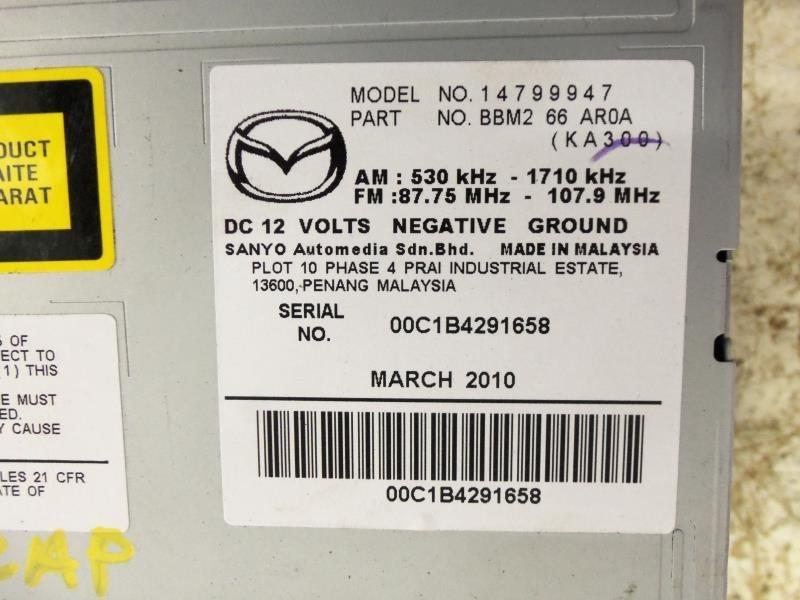 MODEL NO. 14799947
PART NO. BBM2 66 AR0A
(KA300)
AM : 530 kHz - 1710 kHz
FM : 87.75 MHz - 107.9 MHz
DC 12 VOLTS NEGATIVE GROUND
SANYO Automedia Sdn.Bhd. MADE IN MALAYSIA
PLOT 10 PHASE 4 PRAI INDUSTRIAL ESTATE,
13600, PENANG MALAYSIA
SERIAL NO. 00C1B4291658
MARCH 2010
00C1B4291658
DUCT
AITE
ARAT
OF
ECT TO
(1) THIS
E MUST
ED.
Y CAUSE
LES 21 CFR
ATE OF